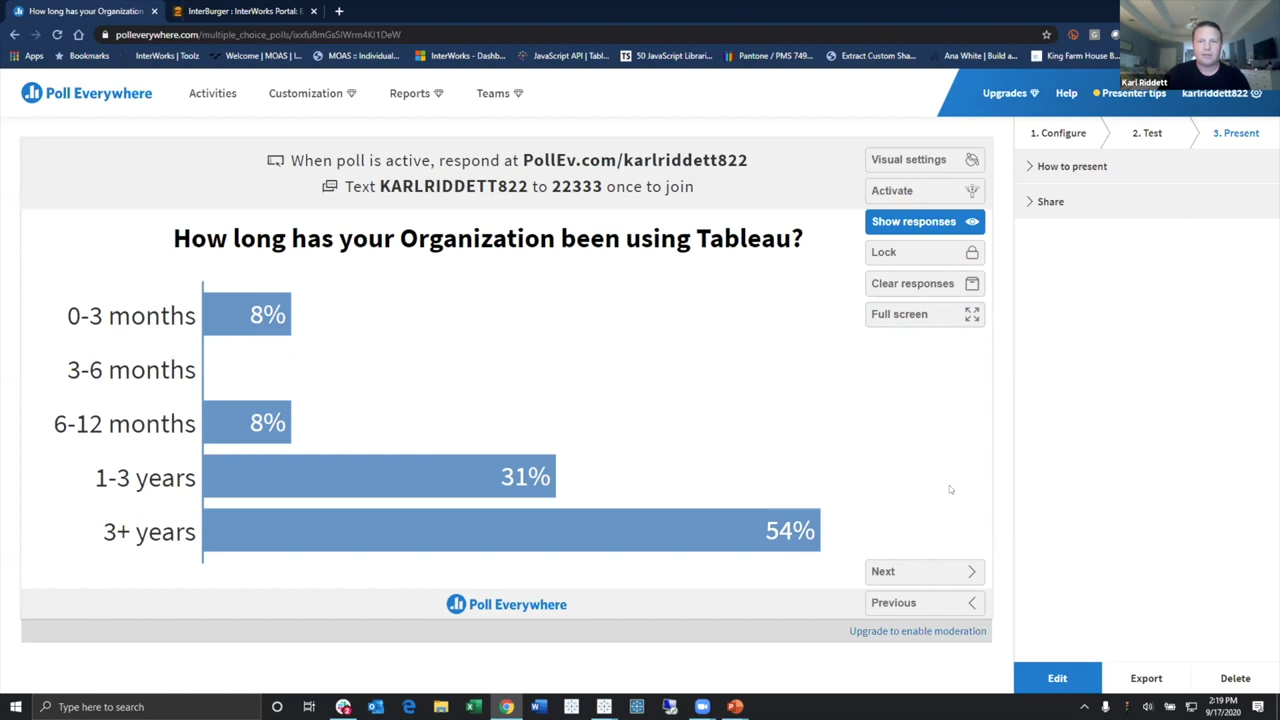 How long has your Organization
InterBurger : InterWorks Portal: E
polleverywhere.com/multiple_choice_polls/ixxfu8mGsSlWrm4Kl1DeW
Apps
Bookmarks
InterWorks | Toolz
Welcome | MOAS | I...
MOAS = Individual...
InterWorks - Dashb...
JavaScript API | Tabl...
50 JavaScript Librari...
Pantone / PMS 749...
Extract Custom Sha...
Ana White | Build a...
King Farm House B...
Karl Riddett
Poll Everywhere
Activities
Customization
Reports
Teams
Upgrades
Help
Presenter tips
karlriddett822
When poll is active, respond at PollEv.com/karlriddett822
Text KARLRIDDETT822 to 22333 once to join
How long has your Organization been using Tableau?
0-3 months 8%
3-6 months
6-12 months 8%
1-3 years 31%
3+ years 54%
Poll Everywhere
Visual settings
Activate
Show responses
Lock
Clear responses
Full screen
Next
Previous
Upgrade to enable moderation
1. Configure
2. Test
3. Present
How to present
Share
Edit
Export
Delete
Type here to search
2:19 PM
9/17/2020